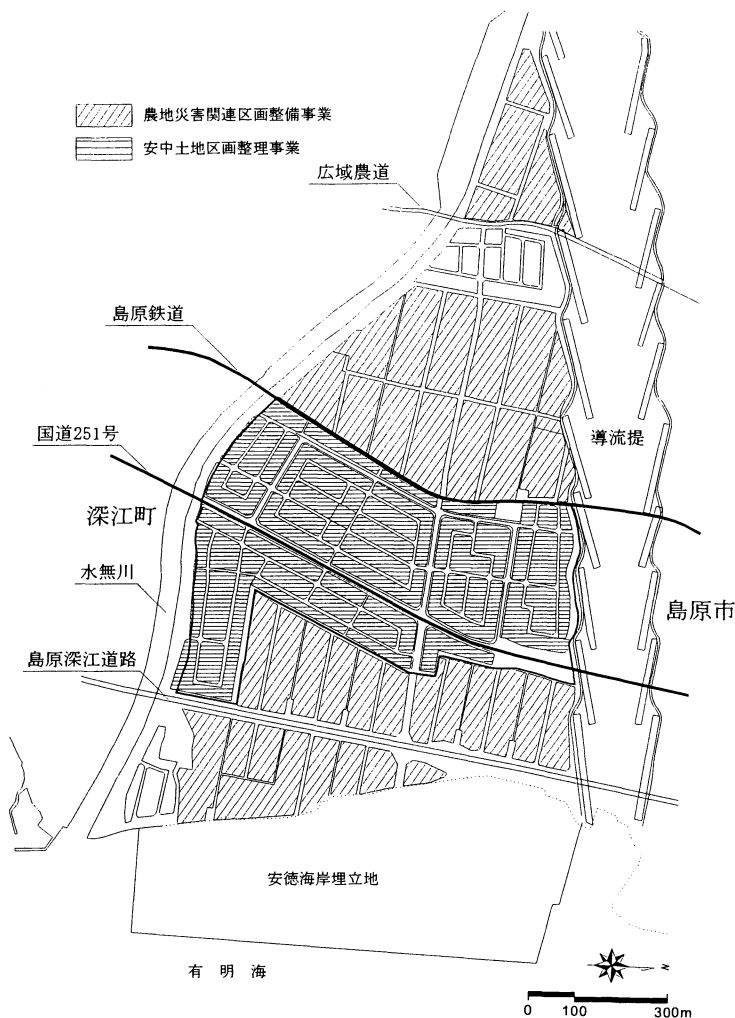 農地災害関連区画整備事業
安中土地区画整理事業
広域農道
島原鉄道
国道251号
導流提
深江町
水無川
島原市
島原深江道路
安徳海岸埋立地
有明海
N
0 100 300m